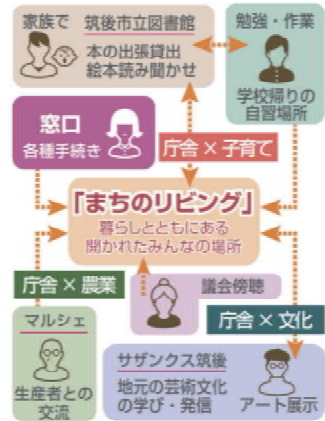 家族で
筑後市立図書館
本の出張貸出
絵本読み聞かせ
勉強・作業
学校帰りの
自習場所
窓口
各種手続き
庁舎×子育て
「まちのリビング」
暮らしとともにある
開かれたみんなの場所
庁舎×農業
議会傍聴
庁舎×文化
マルシェ
生産者との
交流
サザンクス筑後
地元の芸術文化
の学び・発信
アート展示